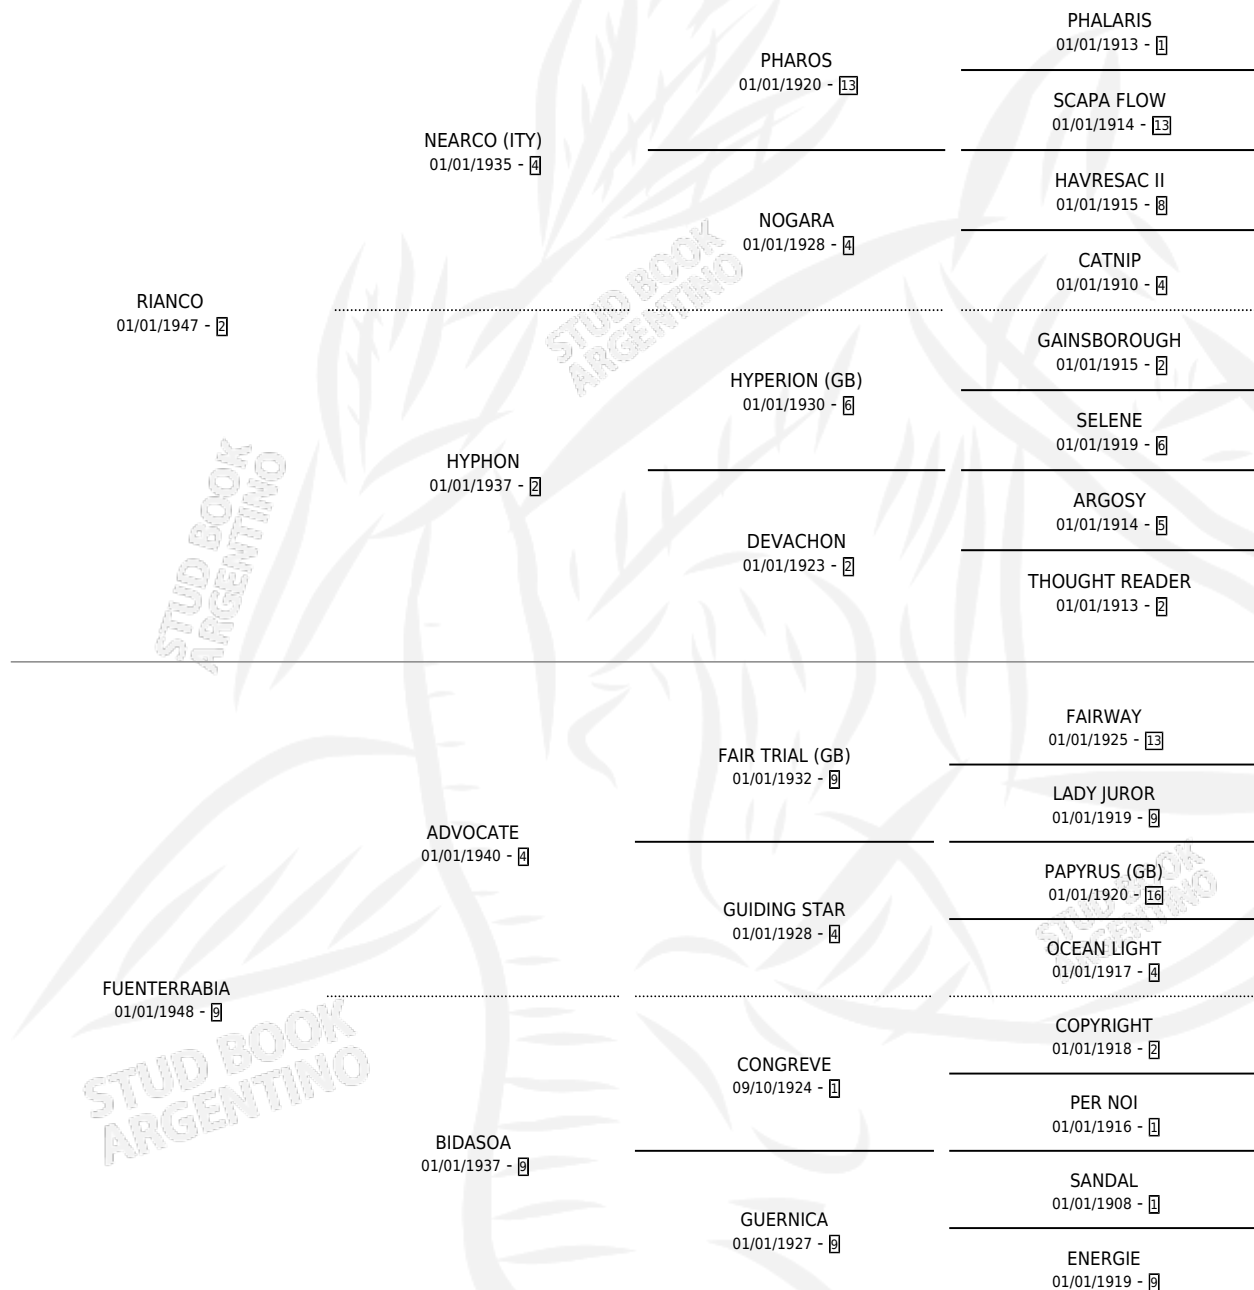 PHALARIS
01/01/1913 - 1
PHAROS
01/01/1920 - 13
SCAPA FLOW
01/01/1914 - 13
NEARCO (ITY)
01/01/1935 - 4
HAVRESAC II
01/01/1915 - 8
NOGARA
01/01/1928 - 4
CATNIP
01/01/1910 - 4
RIANCO
01/01/1947 - 2
GAINSBOROUGH
01/01/1915 - 2
HYPERION (GB)
01/01/1930 - 6
SELENE
01/01/1919 - 6
HYPHON
01/01/1937 - 2
ARGOSY
01/01/1914 - 5
DEVACHON
01/01/1923 - 2
THOUGHT READER
01/01/1913 - 2
STUD BOOK
ARGENTINO
STUD BOOK
ARGENTINO
FAIRWAY
01/01/1925 - 13
FAIR TRIAL (GB)
01/01/1932 - 9
LADY JUROR
01/01/1919 - 9
ADVOCATE
01/01/1940 - 4
PAPYRUS (GB)
01/01/1920 - 16
GUIDING STAR
01/01/1928 - 4
OCEAN LIGHT
01/01/1917 - 4
FUENTERRABIA
01/01/1948 - 9
COPYRIGHT
01/01/1918 - 2
CONGREVE
09/10/1924 - 1
PER NOI
01/01/1916 - 1
BIDASOA
01/01/1937 - 9
SANDAL
01/01/1908 - 1
GUERNICA
01/01/1927 - 9
ENERGIE
01/01/1919 - 9
STUD BOOK
ARGENTINO
STUD BOOK
ARGENTINO